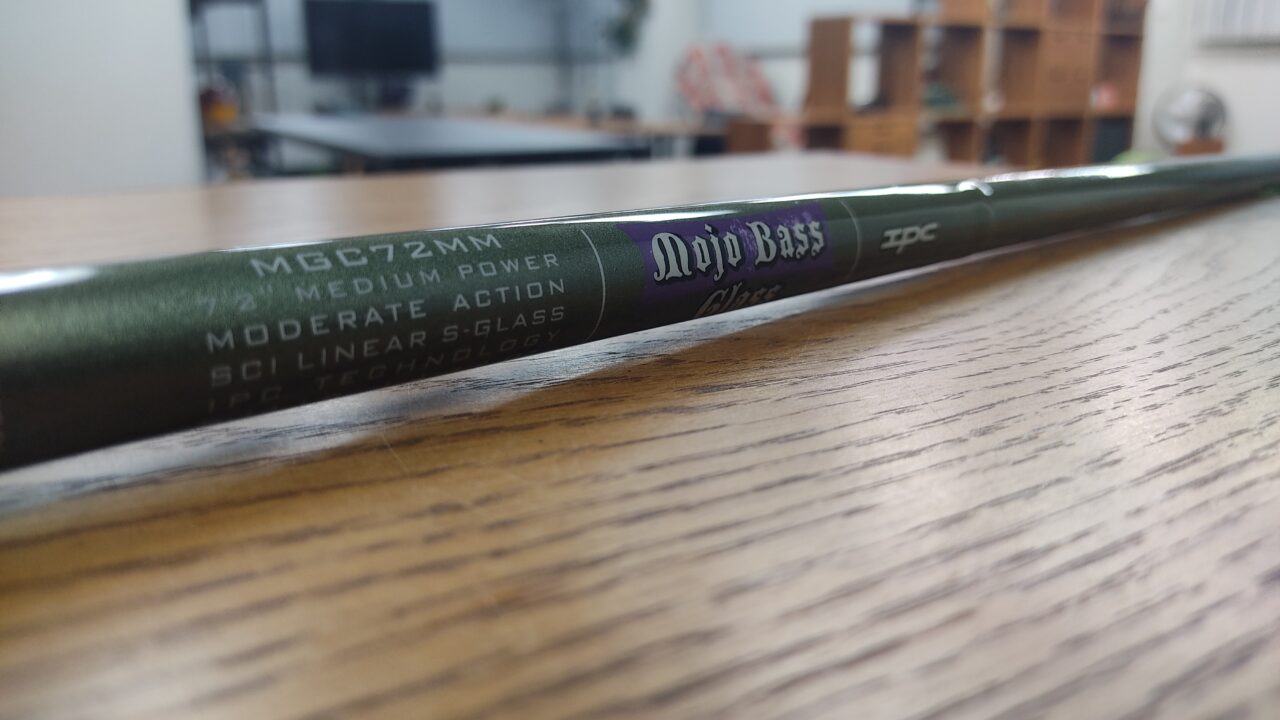 MGC72MM
7'2" MEDIUM POWER
MODERATE ACTION
SCI LINEAR S-GLASS
IPC TECHNOLOGY
Mojo Bass
Glass
IPC